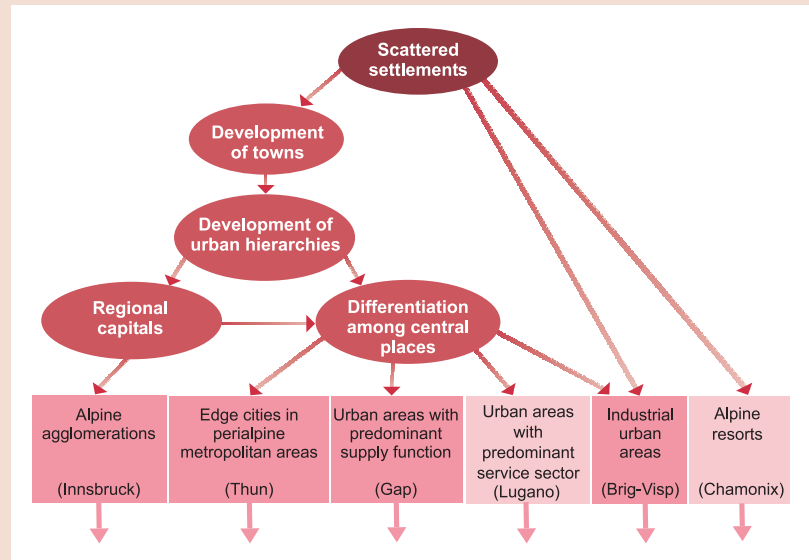 Scattered
settlements
Development
of towns
Development of
urban hierarchies
Regional
capitals
Differentiation
among central
places
Alpine
agglomerations
(Innsbruck)
Edge cities in
perialpine
metropolitan areas
(Thun)
Urban areas with
predominant
supply function
(Gap)
Urban areas
with
predominant
service sector
(Lugano)
Industrial
urban
areas
(Brig-Visp)
Alpine
resorts
(Chamonix)